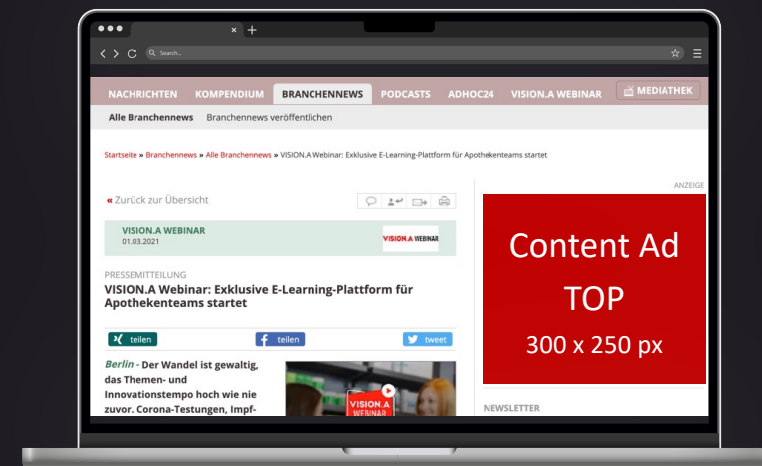 Search...
NACHRICHTEN KOMPENDIUM BRANCHENNEWS PODCASTS ADHOC24 VISION.A WEBINAR MEDIATHEK
Alle Branchennews Branchennews veröffentlichen
Startseite » Branchennews » Alle Branchennews » VISION.A Webinar: Exklusive E-Learning-Plattform für Apothekenteams startet
ANZEIGE
« Zurück zur Übersicht
VISION.A WEBINAR
01.03.2021
VISION.A WEBINAR
PRESSEMITTEILUNG
VISION.A Webinar: Exklusive E-Learning-Plattform für
Apothekenteams startet
teilen teilen tweet
Berlin - Der Wandel ist gewaltig,
das Themen- und
Innovationstempo hoch wie nie
zuvor. Corona-Testungen, Impf-
VISION.A
WEBINAR
Content Ad
TOP
300 x 250 px
NEWSLETTER